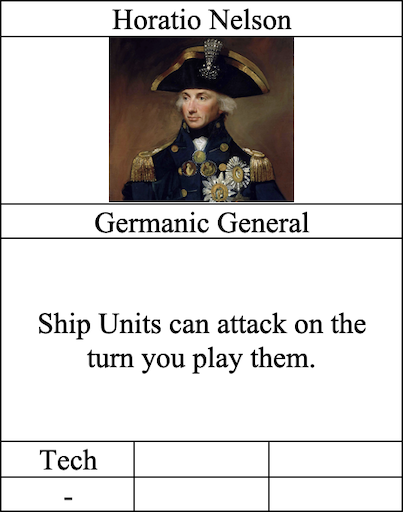 Horatio Nelson
Germanic General
Ship Units can attack on the
turn you play them.
Tech
-